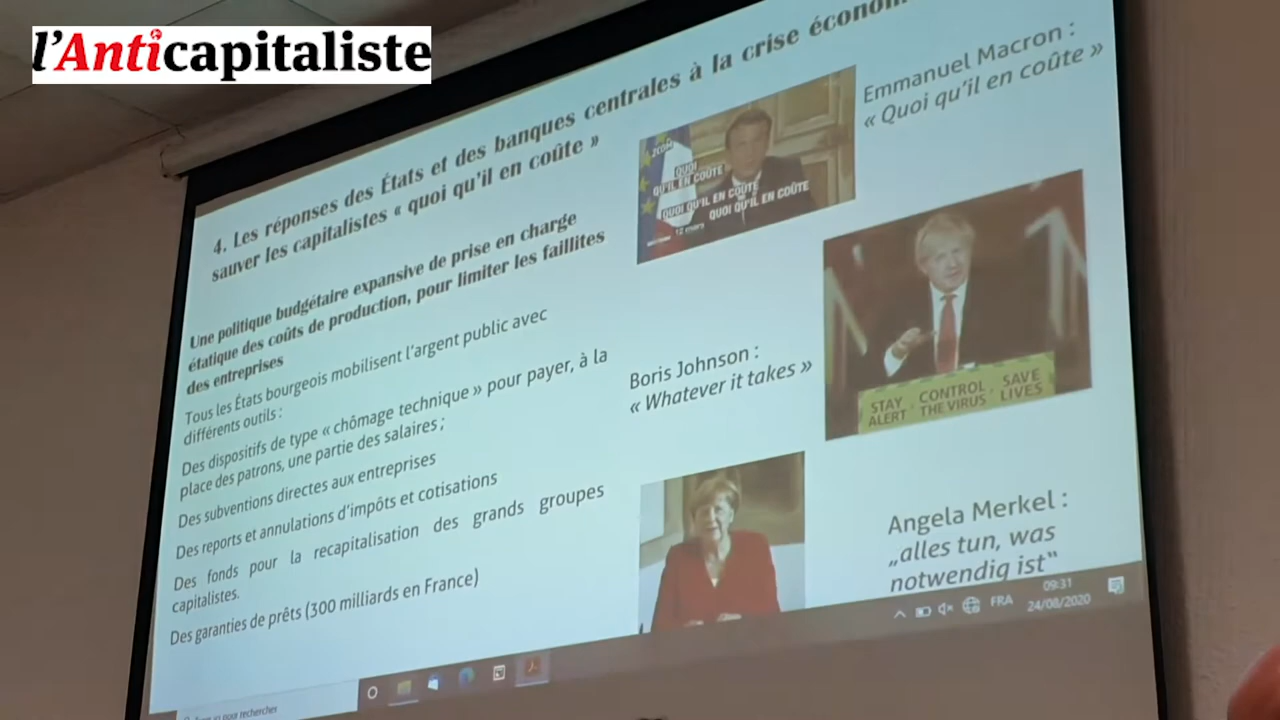 l'Anticapitaliste
4. Les réponses des États et des banques centrales à la crise
sauver les capitalistes « quoi qu'il en coûte »
Une politique budgétaire expansive de prise en charge
étatique des coûts de production, pour limiter les faillites
des entreprises
Tous les États bourgeois mobilisent l'argent public avec
différents outils :
Des dispositifs de type « chômage technique » pour payer, à la
place des patrons, une partie des salaires ;
Des subventions directes aux entreprises
Des reports et annulations d'impôts et cotisations
Des fonds pour la recapitalisation des grands groupes
capitalistes.
Des garanties de prêts (300 milliards en France)
Emmanuel Macron :
« Quoi qu'il en coûte »
QUOI
QU'IL EN COÛTE
QUOI QU'IL EN COÛTE
QUOI QU'IL EN COÛTE
12 mars
Boris Johnson :
« Whatever it takes »
STAY ALERT
CONTROL THE VIRUS
SAVE LIVES
Angela Merkel :
„alles tun, was
notwendig ist“
pour rechercher
FRA
09:31
24/08/2020